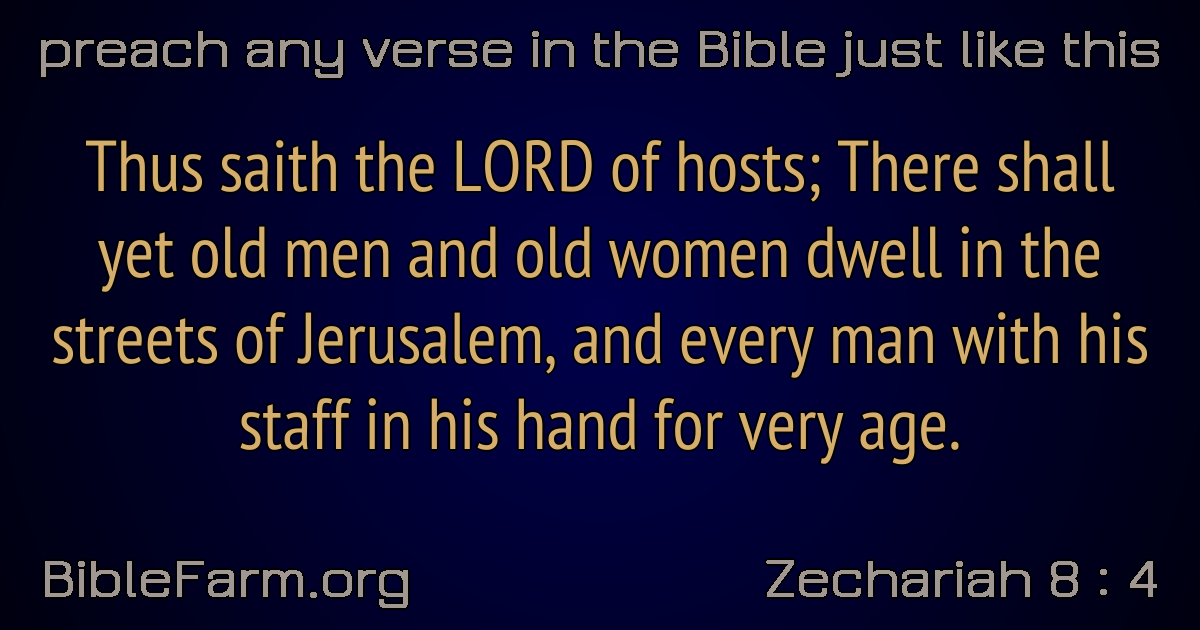 preach any verse in the Bible just like this
Thus saith the LORD of hosts; There shall
yet old men and old women dwell in the
streets of Jerusalem, and every man with his
staff in his hand for very age.
BibleFarm.org
Zechariah 8 : 4